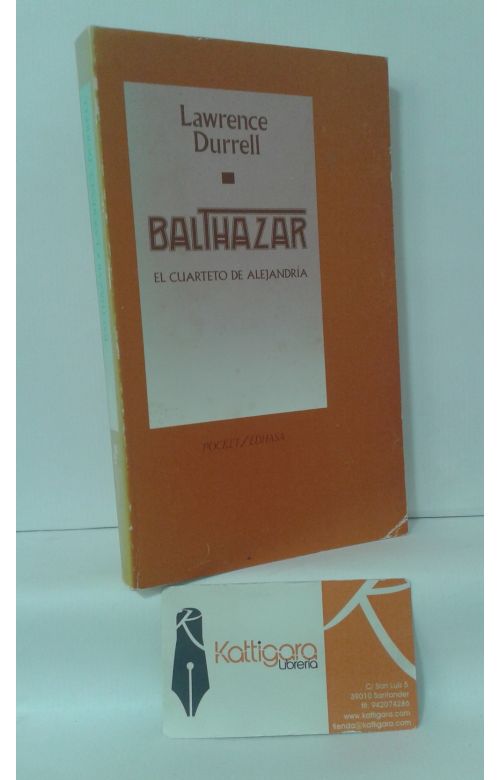 Lawrence
Durrell
BALTHAZAR
EL CUARTETO DE ALEJANDRÍA
POCKET/EDHASA
R
Kattigara
Librería
R
C/ San Luis 5
39010 Santander
tlf. 942074286
www.kattigara.com
tienda@kattigara.com